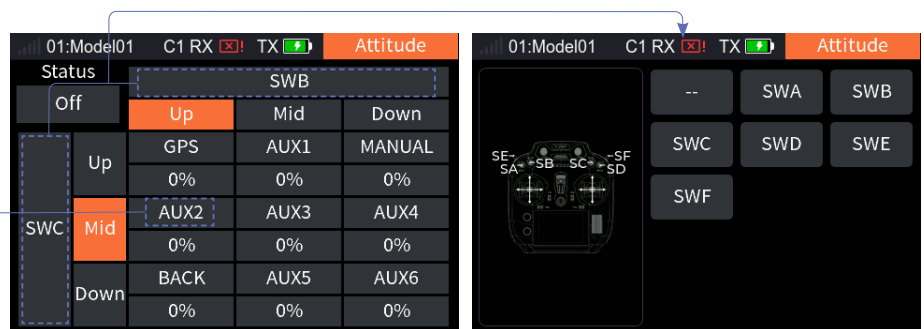 01:Model01 C1 RX ! TX Attitude
Status
Off
SWB
Up Mid Down
SWC
Up
GPS AUX1 MANUAL
0% 0% 0%
Mid
AUX2 AUX3 AUX4
0% 0% 0%
Down
BACK AUX5 AUX6
0% 0% 0%
01:Model01 C1 RX ! TX Attitude
-- SWA SWB
SWC SWD SWE
SWF
SE SF
SA SB SC SD